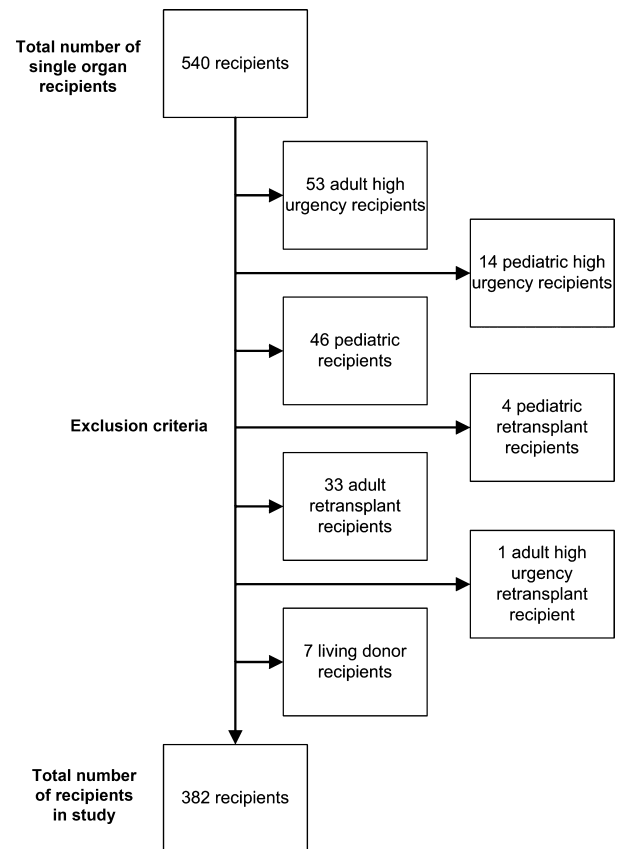 Total number of
single organ
recipients
540 recipients
53 adult high
urgency recipients
14 pediatric high
urgency recipients
46 pediatric
recipients
Exclusion criteria
4 pediatric
retransplant
recipients
33 adult
retransplant
recipients
1 adult high
urgency
retransplant
recipient
7 living donor
recipients
Total number
of recipients
in study
382 recipients